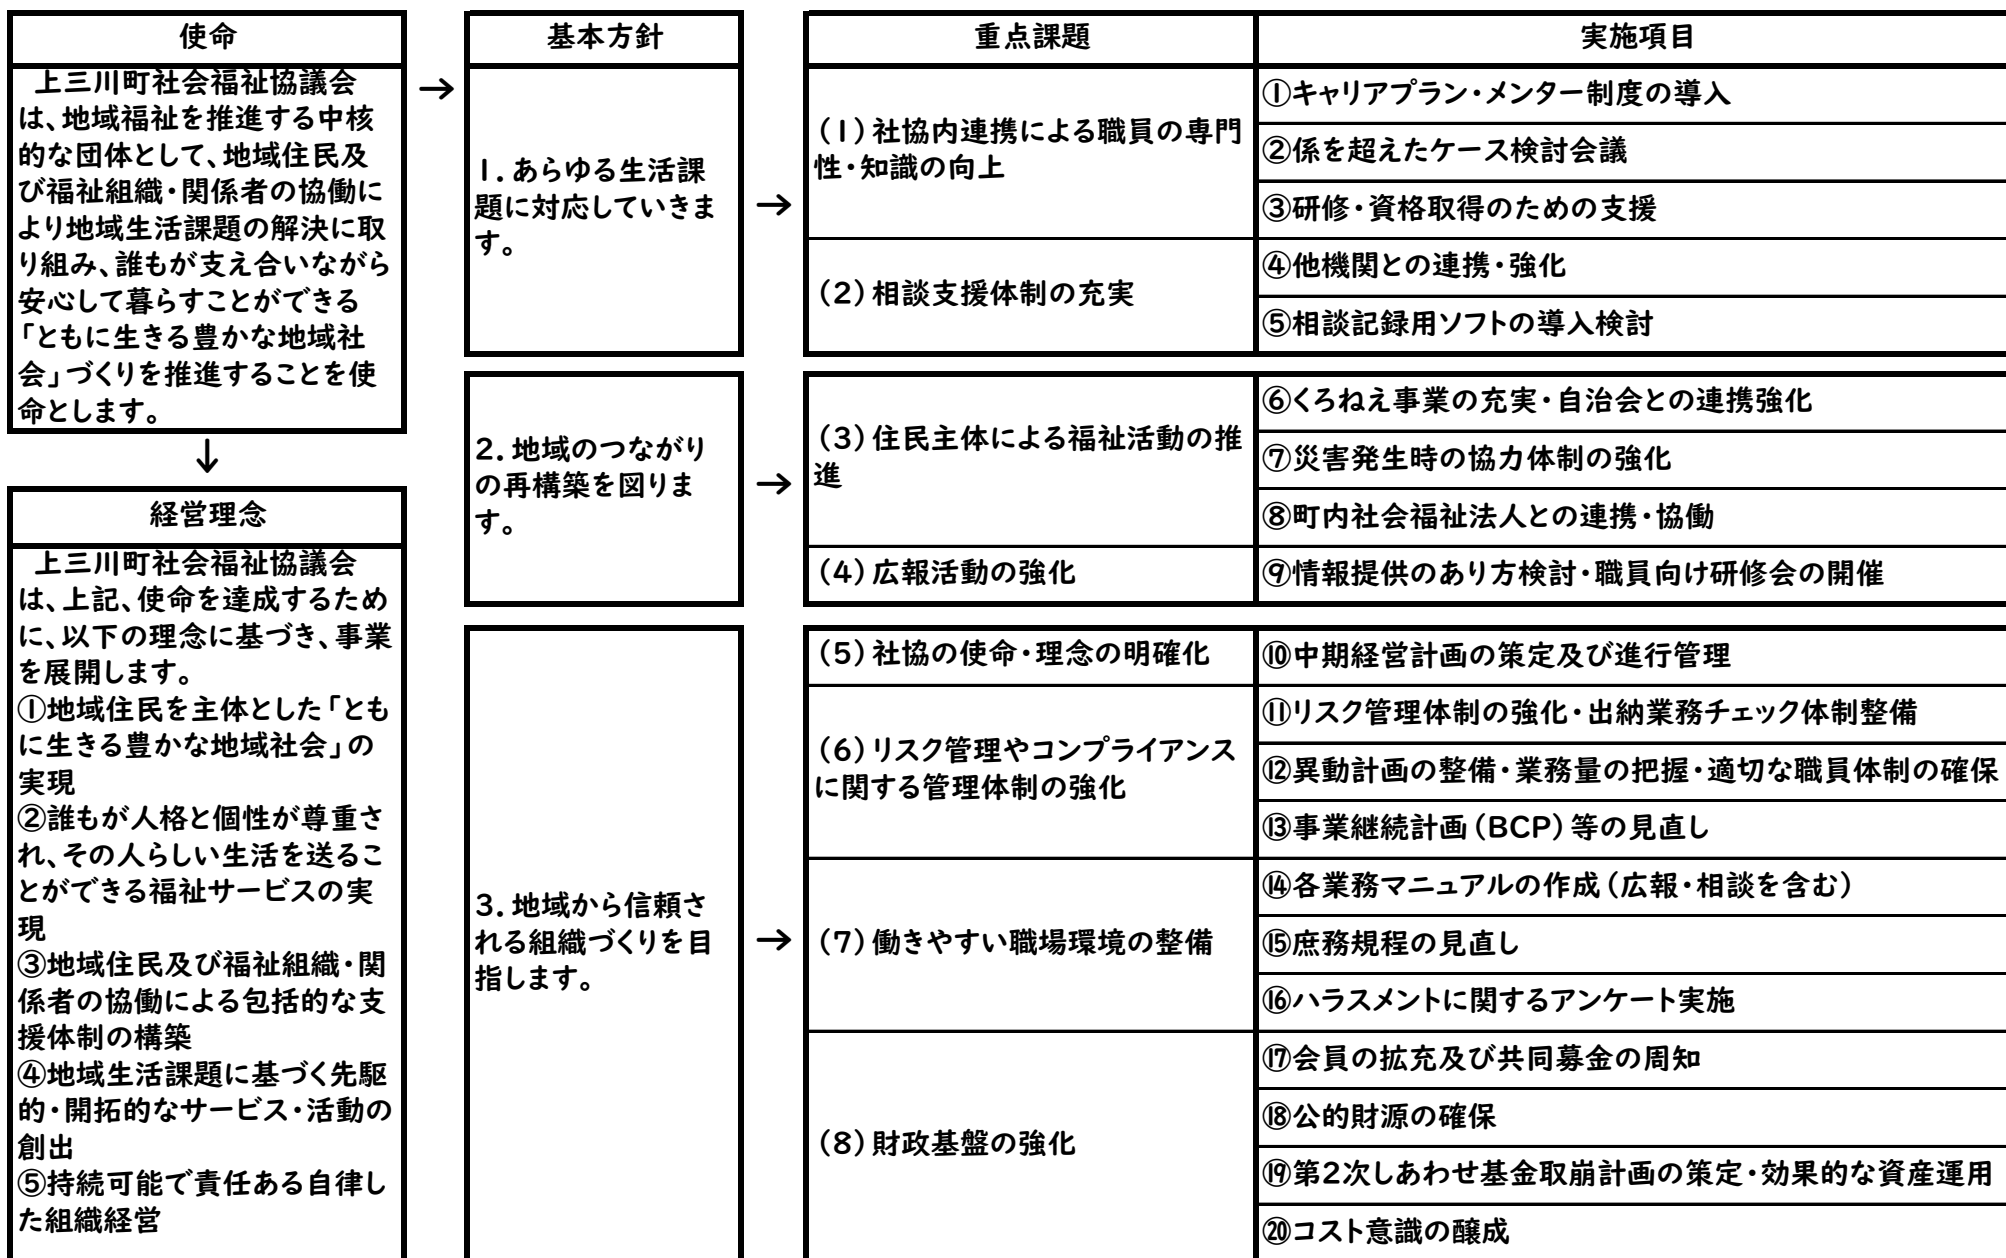 使命
上三川町社会福祉協議会
は、地域福祉を推進する中核
的な団体として、地域住民及
び福祉組織・関係者の協働に
より地域生活課題の解決に取
り組み、誰もが支え合いながら
安心して暮らすことができる
「ともに生きる豊かな地域社
会」づくりを推進することを使
命とします。
↓
経営理念
上三川町社会福祉協議会
は、上記、使命を達成するため
に、以下の理念に基づき、事業
を展開します。
①地域住民を主体とした「とも
に生きる豊かな地域社会」の
実現
②誰もが人格と個性が尊重さ
れ、その人らしい生活を送るこ
とができる福祉サービスの実
現
③地域住民及び福祉組織・関
係者の協働による包括的な支
援体制の構築
④地域生活課題に基づく先駆
的・開拓的なサービス・活動の
創出
⑤持続可能で責任ある自律し
た組織経営
→
基本方針
1.あらゆる生活課
題に対応していきま
す。
→
2.地域のつながり
の再構築を図りま
す。
→
3.地域から信頼さ
れる組織づくりを目
指します。
→
重点課題
実施項目
(1)社協内連携による職員の専門
性・知識の向上
①キャリアプラン・メンター制度の導入
②係を超えたケース検討会議
③研修・資格取得のための支援
(2)相談支援体制の充実
④他機関との連携・強化
⑤相談記録用ソフトの導入検討
(3)住民主体による福祉活動の推
進
⑥くろねえ事業の充実・自治会との連携強化
⑦災害発生時の協力体制の強化
⑧町内社会福祉法人との連携・協働
(4)広報活動の強化
⑨情報提供のあり方検討・職員向け研修会の開催
(5)社協の使命・理念の明確化
⑩中期経営計画の策定及び進行管理
(6)リスク管理やコンプライアンス
に関する管理体制の強化
⑪リスク管理体制の強化・出納業務チェック体制整備
⑫異動計画の整備・業務量の把握・適切な職員体制の確保
⑬事業継続計画(BCP)等の見直し
(7)働きやすい職場環境の整備
⑭各業務マニュアルの作成(広報・相談を含む)
⑮庶務規程の見直し
⑯ハラスメントに関するアンケート実施
(8)財政基盤の強化
⑰会員の拡充及び共同募金の周知
⑱公的財源の確保
⑲第2次しあわせ基金取崩計画の策定・効果的な資産運用
⑳コスト意識の醸成